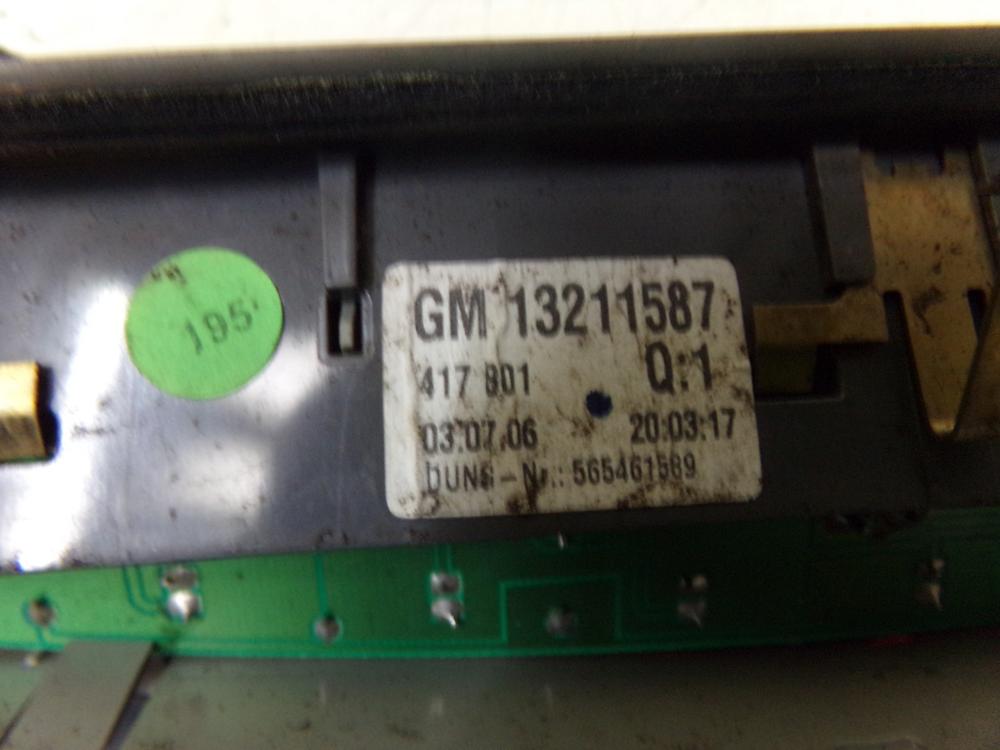 195
GM 13211587
417 801 Q:1
03.07.06 20:03:17
DUNS-Nr.: 565461589